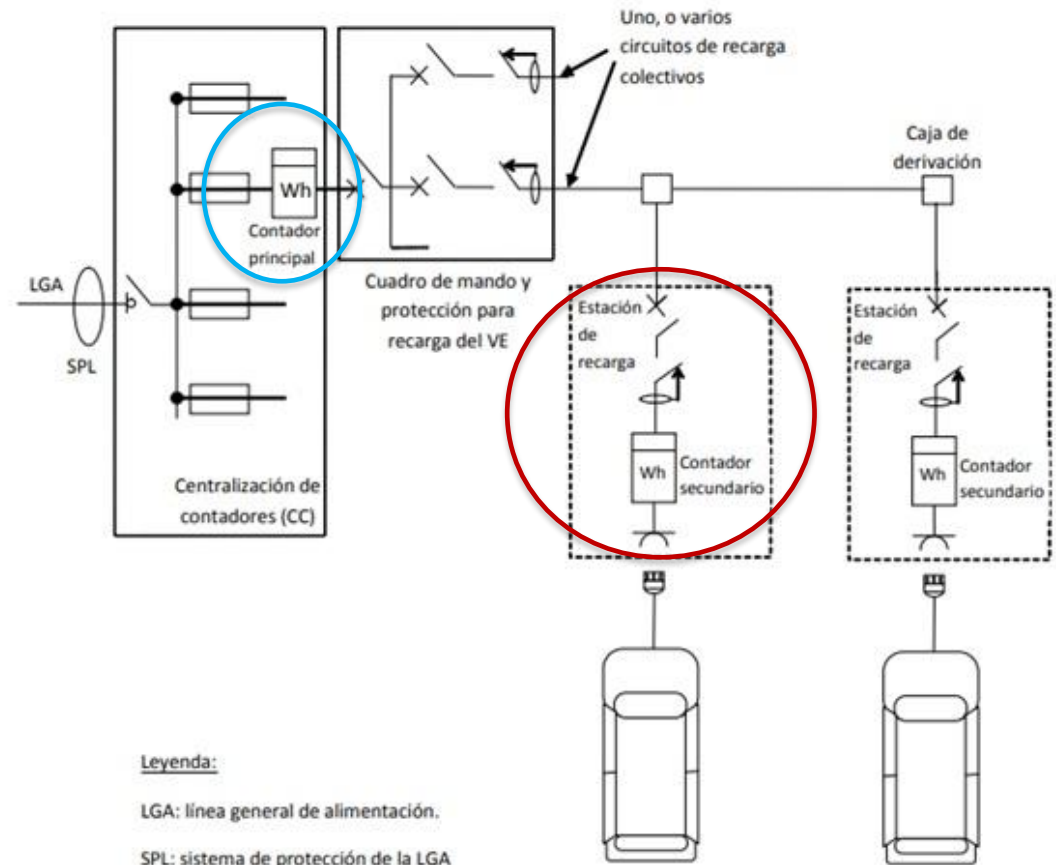 Uno, o varios
circuitos de recarga
colectivos
Caja de
derivación
Wh
Contador
principal
LGA
SPL
Cuadro de mando y
protección para
recarga del VE
Centralización de
contadores (CC)
Estación
de
recarga
Wh
Contador
secundario
Estación
de
recarga
Wh
Contador
secundario
Leyenda:
LGA: línea general de alimentación.
SPL: sistema de protección de la LGA